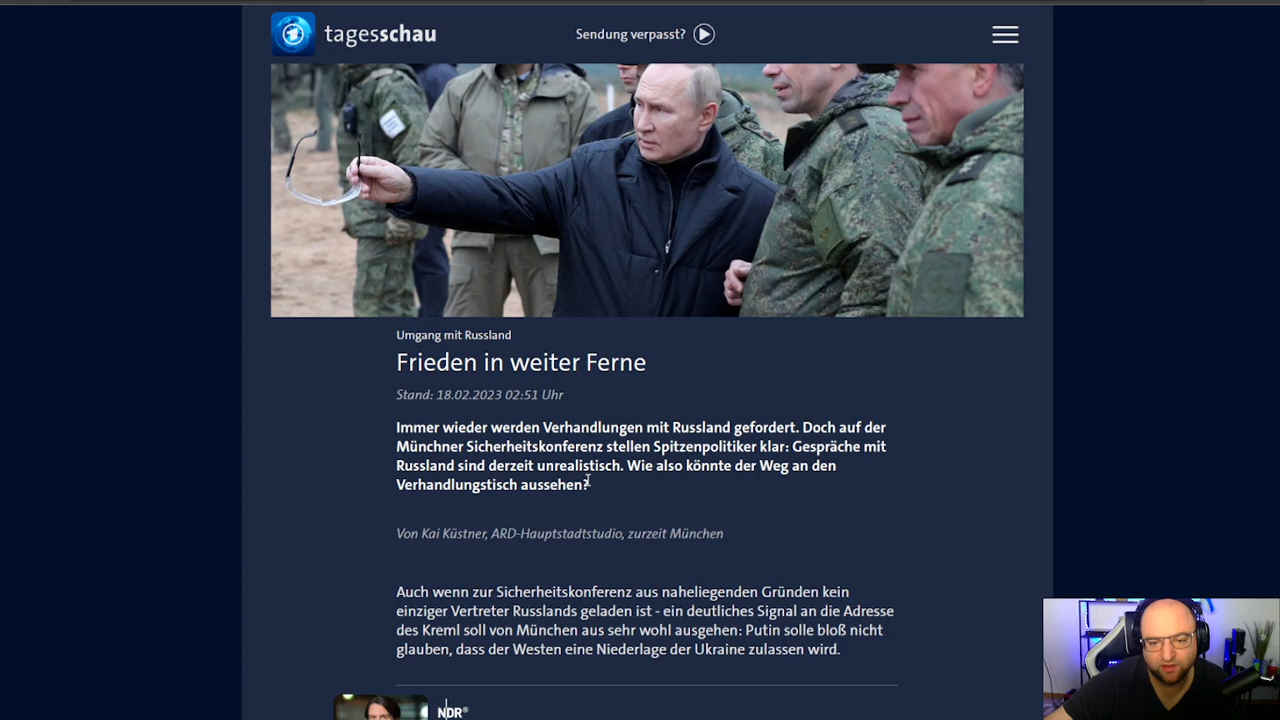 tagesschau
Sendung verpasst?
Umgang mit Russland
Frieden in weiter Ferne
Stand: 18.02.2023 02:51 Uhr
Immer wieder werden Verhandlungen mit Russland gefordert. Doch auf der
Münchner Sicherheitskonferenz stellen Spitzenpolitiker klar: Gespräche mit
Russland sind derzeit unrealistisch. Wie also könnte der Weg an den
Verhandlungstisch aussehen?
Von Kai Küstner, ARD-Hauptstadtstudio, zurzeit München
Auch wenn zur Sicherheitskonferenz aus naheliegenden Gründen kein
einziger Vertreter Russlands geladen ist - ein deutliches Signal an die Adresse
des Kreml soll von München aus sehr wohl ausgehen: Putin solle bloß nicht
glauben, dass der Westen eine Niederlage der Ukraine zulassen wird.
NDR®